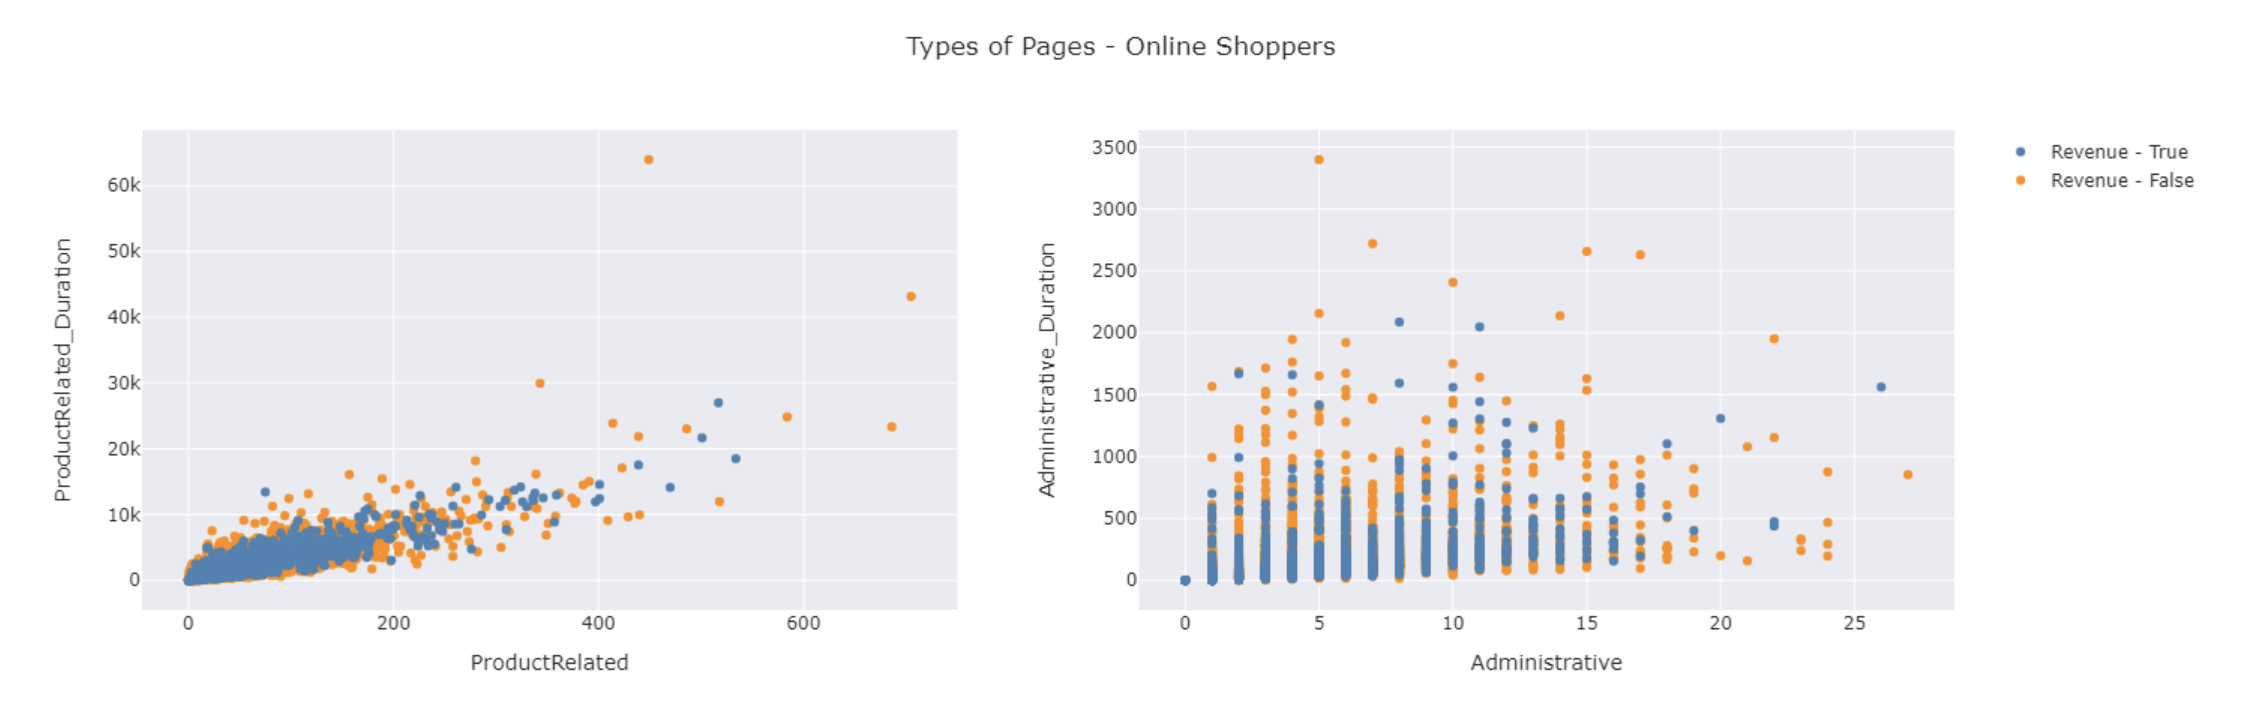 Types of Pages - Online Shoppers
ProductRelated_Duration
60k
50k
40k
30k
20k
10k
0
0 200 400 600
ProductRelated
Administrative_Duration
3500
3000
2500
2000
1500
1000
500
0
0 5 10 15 20 25
Administrative
Revenue - True
Revenue - False